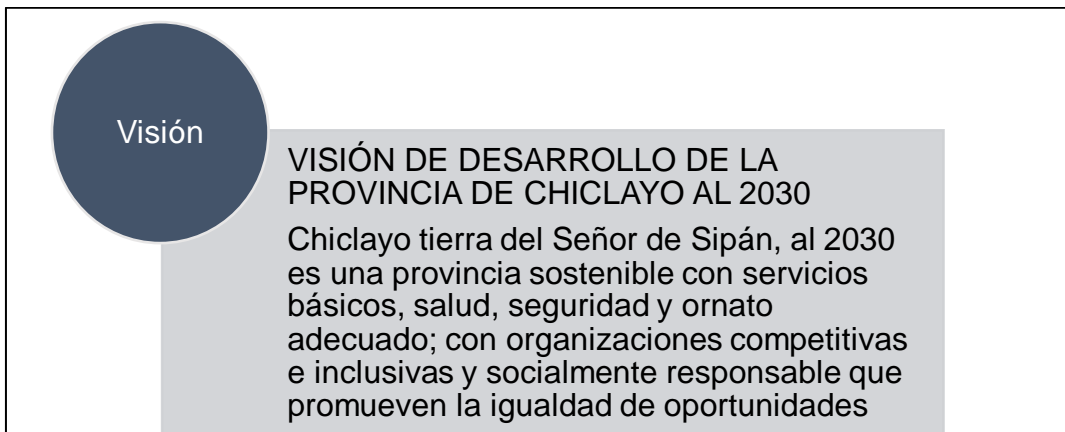 Visión
VISIÓN DE DESARROLLO DE LA
PROVINCIA DE CHICLAYO AL 2030
Chiclayo tierra del Señor de Sipán, al 2030
es una provincia sostenible con servicios
básicos, salud, seguridad y ornato
adecuado; con organizaciones competitivas
e inclusivas y socialmente responsable que
promueven la igualdad de oportunidades